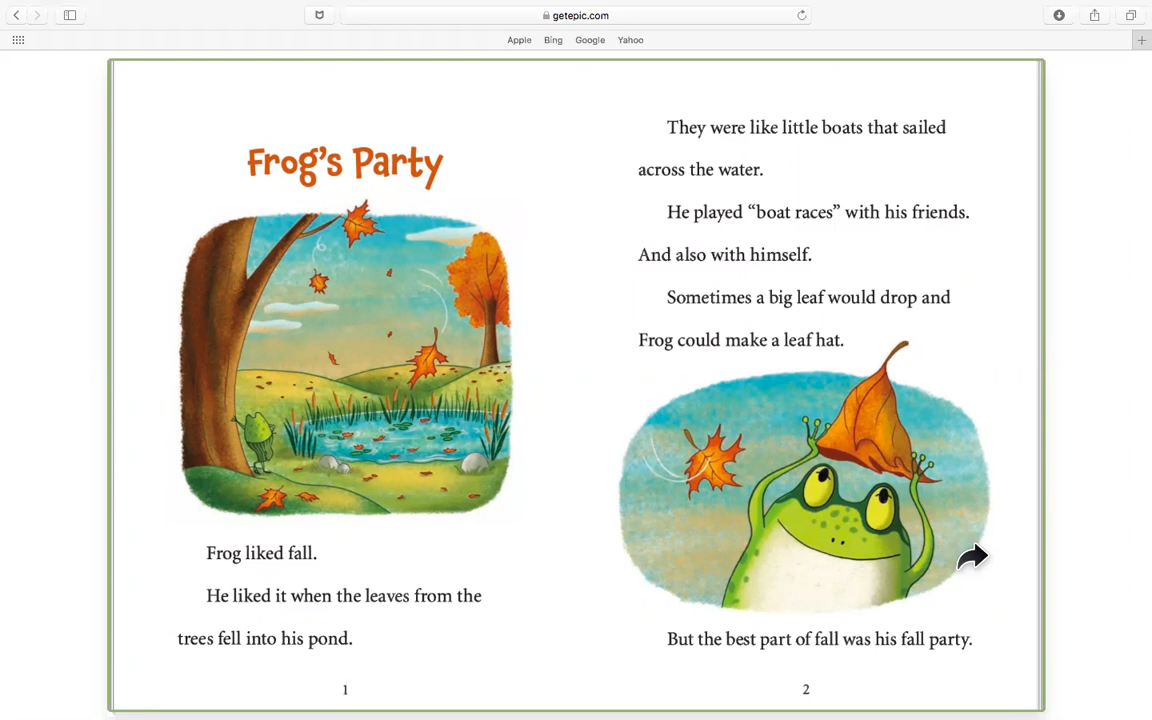 getepic.com
Apple Bing Google Yahoo
Frog's Party
Frog liked fall.
He liked it when the leaves from the
trees fell into his pond.
1
They were like little boats that sailed
across the water.
He played “boat races” with his friends.
And also with himself.
Sometimes a big leaf would drop and
Frog could make a leaf hat.
But the best part of fall was his fall party.
2